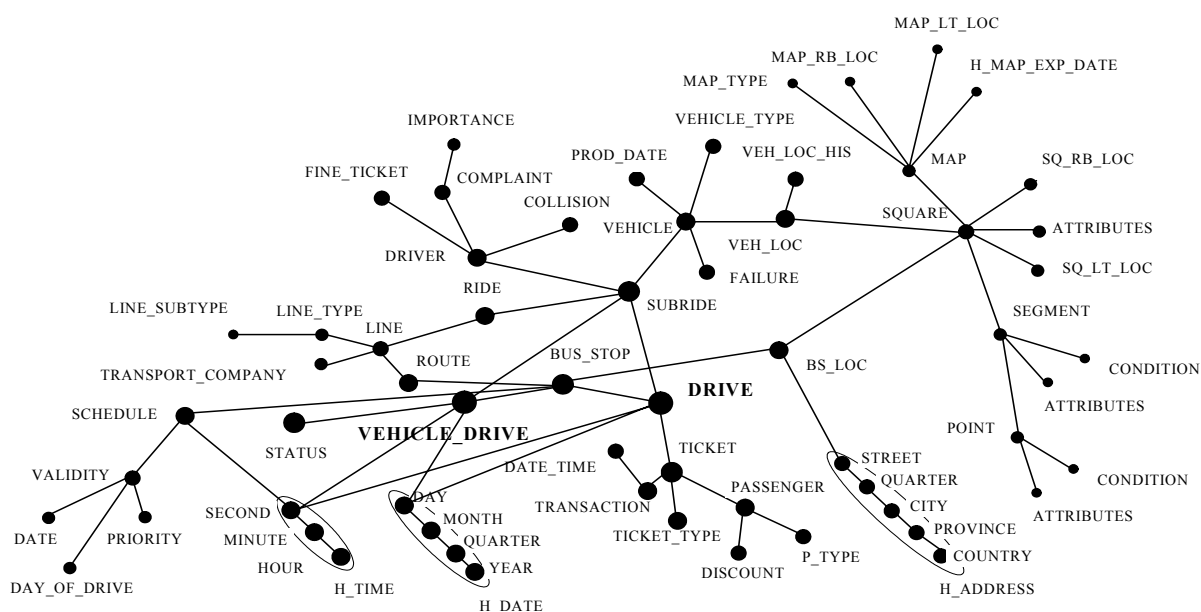 MAP_LT_LOC
MAP_RB_LOC
H_MAP_EXP_DATE
MAP_TYPE
IMPORTANCE
VEHICLE_TYPE
PROD_DATE
VEH_LOC_HIS
MAP
SQ_RB_LOC
FINE_TICKET
COMPLAINT
COLLISION
SQUARE
VEHICLE
ATTRIBUTES
VEH_LOC
DRIVER
FAILURE
SQ_LT_LOC
RIDE
SUBRIDE
LINE_SUBTYPE
LINE_TYPE
SEGMENT
LINE
BUS_STOP
ROUTE
BS_LOC
CONDITION
TRANSPORT_COMPANY
DRIVE
ATTRIBUTES
SCHEDULE
VEHICLE_DRIVE
STATUS
POINT
TICKET
STREET
DATE_TIME
VALIDITY
QUARTER
CONDITION
PASSENGER
DAY
CITY
TRANSACTION
SECOND
MONTH
ATTRIBUTES
PROVINCE
DATE
PRIORITY
MINUTE
TICKET_TYPE
QUARTER
P_TYPE
COUNTRY
HOUR
YEAR
DISCOUNT
DAY_OF_DRIVE
H_TIME
H_ADDRESS
H_DATE